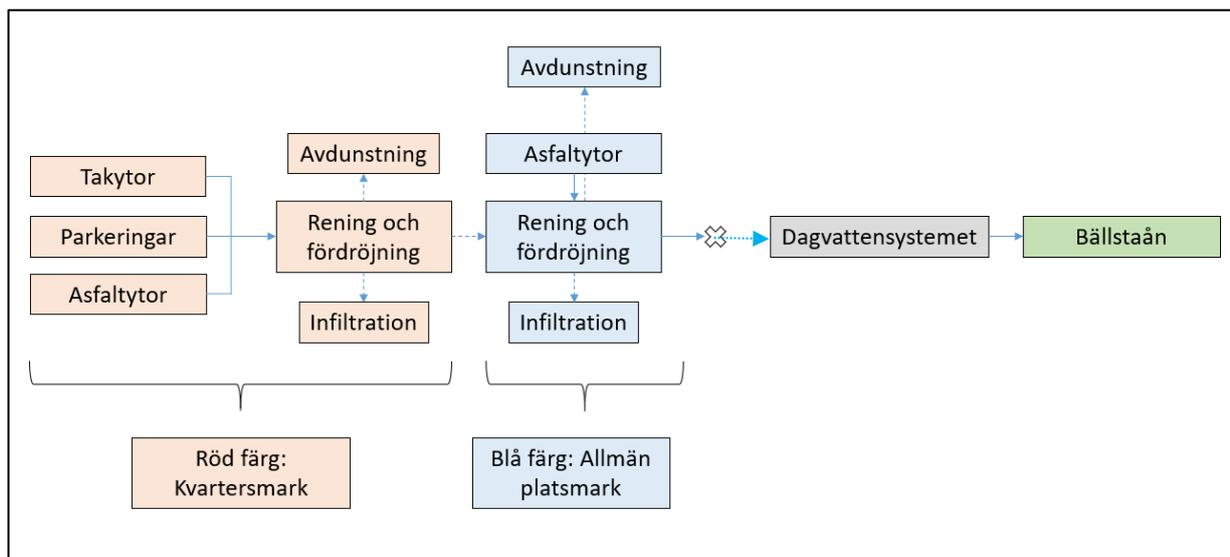 Avdunstning
Avdunstning
Asfaltytor
Takytor
Parkeringar
Rening och
fördröjning
Rening och
fördröjning
Dagvattensystemet
Bällstaån
Asfaltytor
Infiltration
Infiltration
Röd färg:
Kvartersmark
Blå färg: Allmän
platsmark